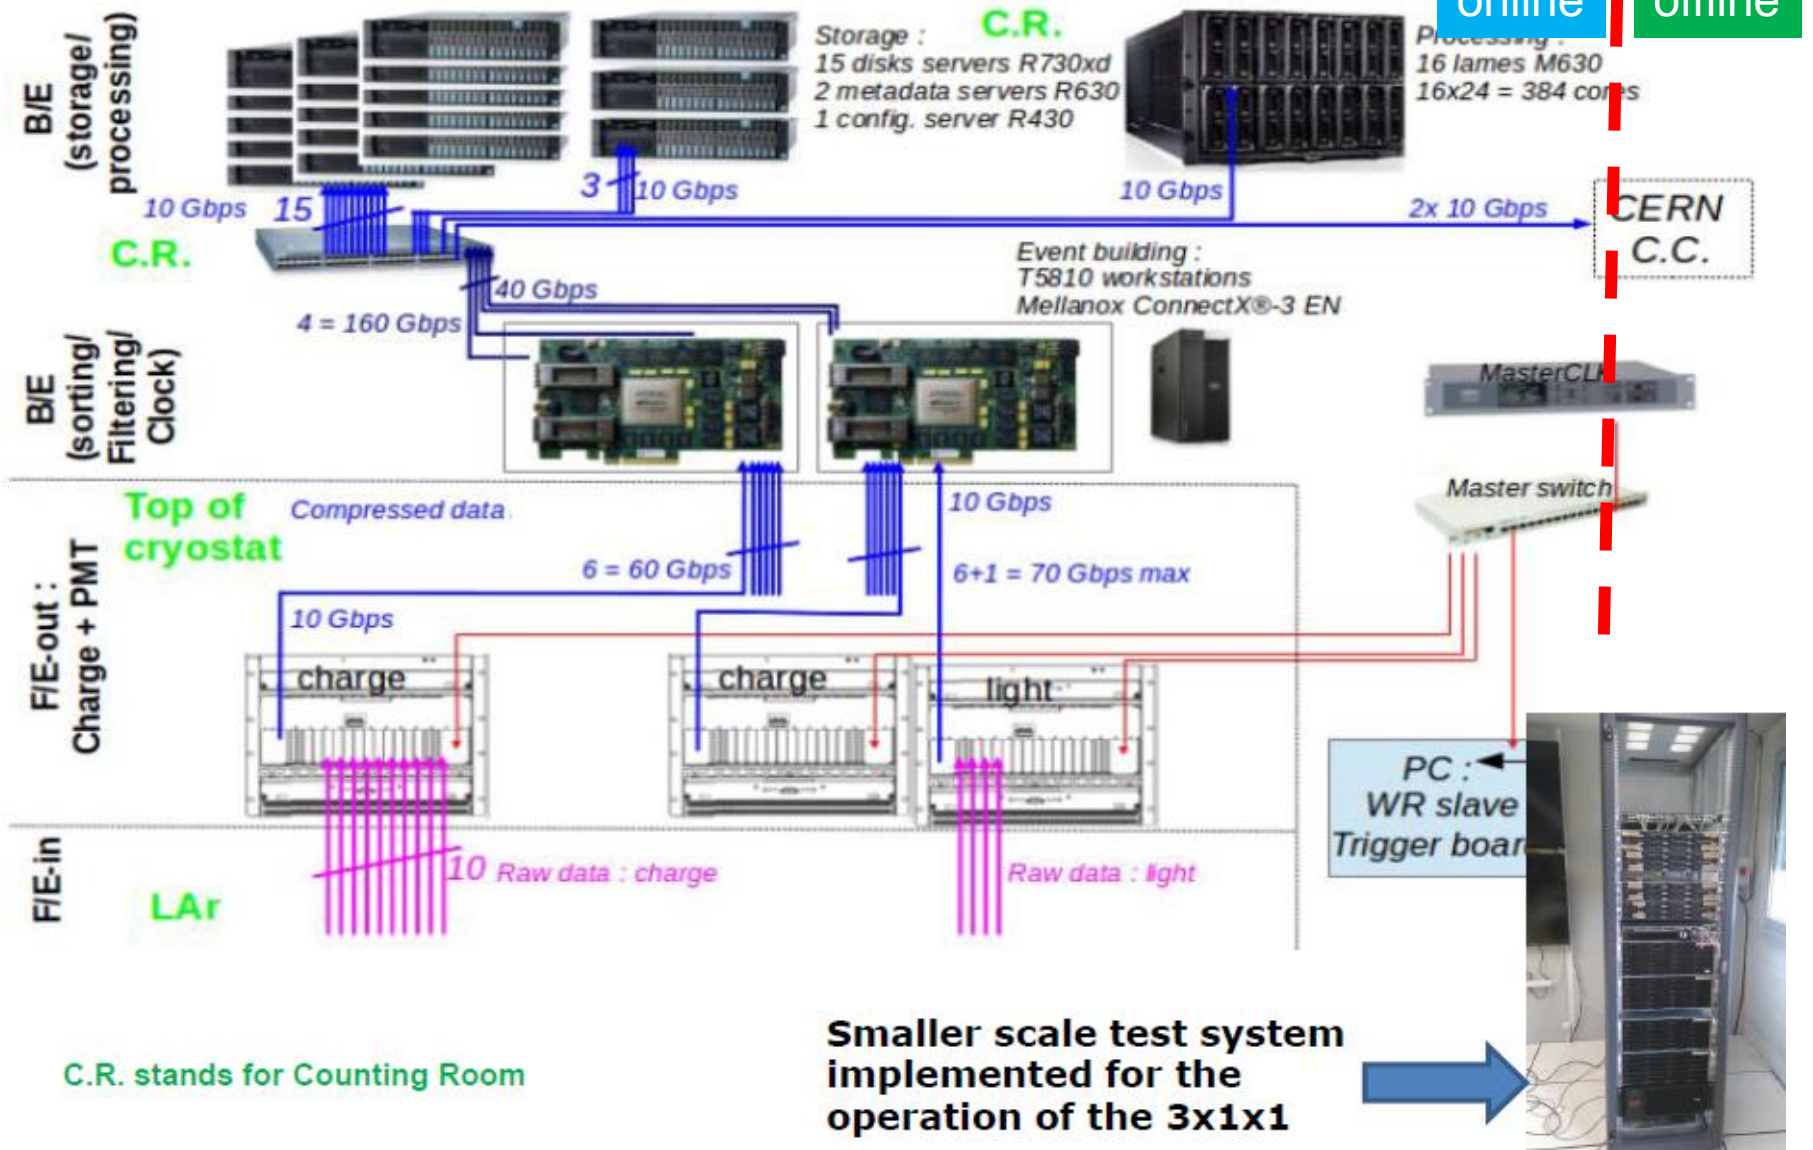 online
offline
B/E
(storage/
processing)
C.R.
Storage :
15 disks servers R730xd
2 metadata servers R630
1 config. server R430
Processing :
16 lames M630
16x24 = 384 cores
10 Gbps
15
3
10 Gbps
10 Gbps
2x 10 Gbps
CERN
C.C.
C.R.
Event building :
T5810 workstations
Mellanox ConnectX®-3 EN
40 Gbps
4 = 160 Gbps
B/E
(sorting/
Filtering/
Clock)
MasterCLK
Master switch
Top of
cryostat
Compressed data
10 Gbps
6 = 60 Gbps
6+1 = 70 Gbps max
10 Gbps
F/E-out :
Charge + PMT
charge
charge
light
PC :
WR slave
Trigger board
F/E-in
10 Raw data : charge
Raw data : light
LAr
C.R. stands for Counting Room
Smaller scale test system
implemented for the
operation of the 3x1x1